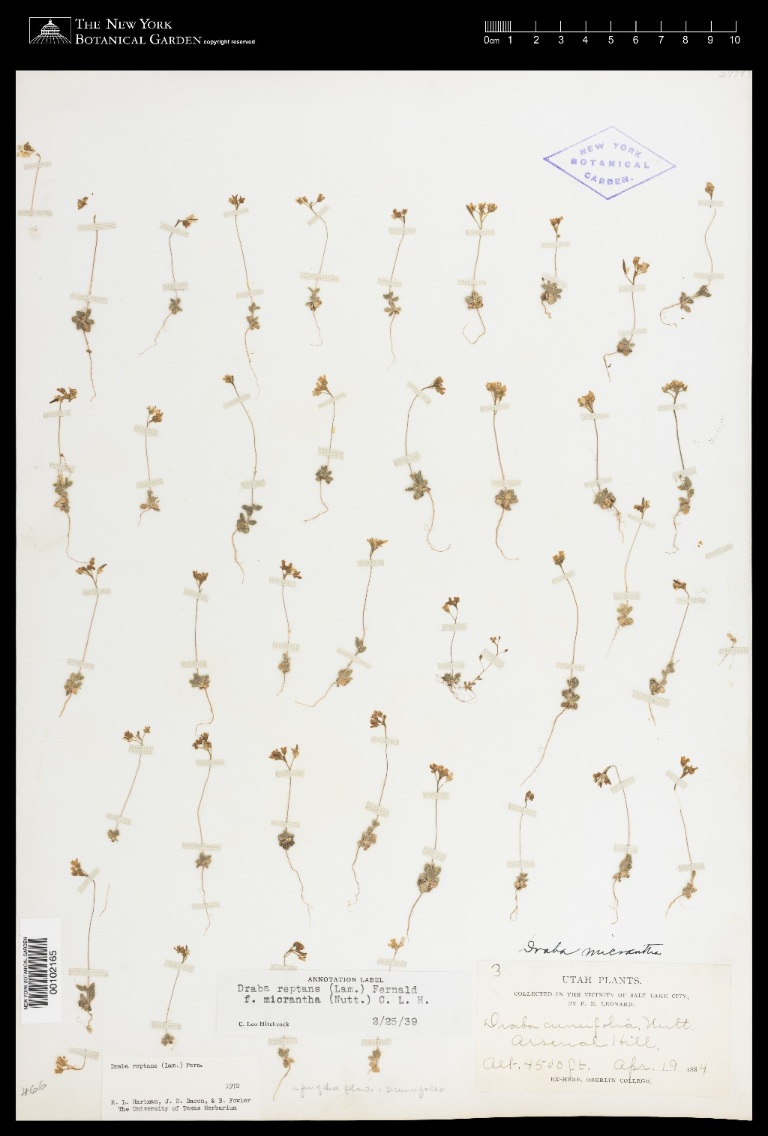 THE NEW YORK
BOTANICAL GARDEN copyright reserved
0cm 1 2 3 4 5 6 7 8 9 10
NEW YORK
BOTANICAL
GARDEN.
Draba micrantha
3
UTAH PLANTS.
COLLECTED IN THE VICINITY OF SALT LAKE CITY,
BY F. E. LEONARD.
Draba cuneifolia, Nutt.
Arsenal Hill,
Alt. 4500 ft. Apr. 19 1884
EX-HERB. OBERLIN COLLEGE.
NEW YORK BOTANICAL GARDEN
00102165
ANNOTATION LABEL
Draba reptans (Lam.) Fernald
f. micrantha (Nutt.) C. L. H.
C. Leo Hitchcock 2/25/39
Draba reptans (Lam.) Fern.
1972
R. L. Hartman, J. D. Bacon, & B. Fowler
The University of Texas Herbarium
#66